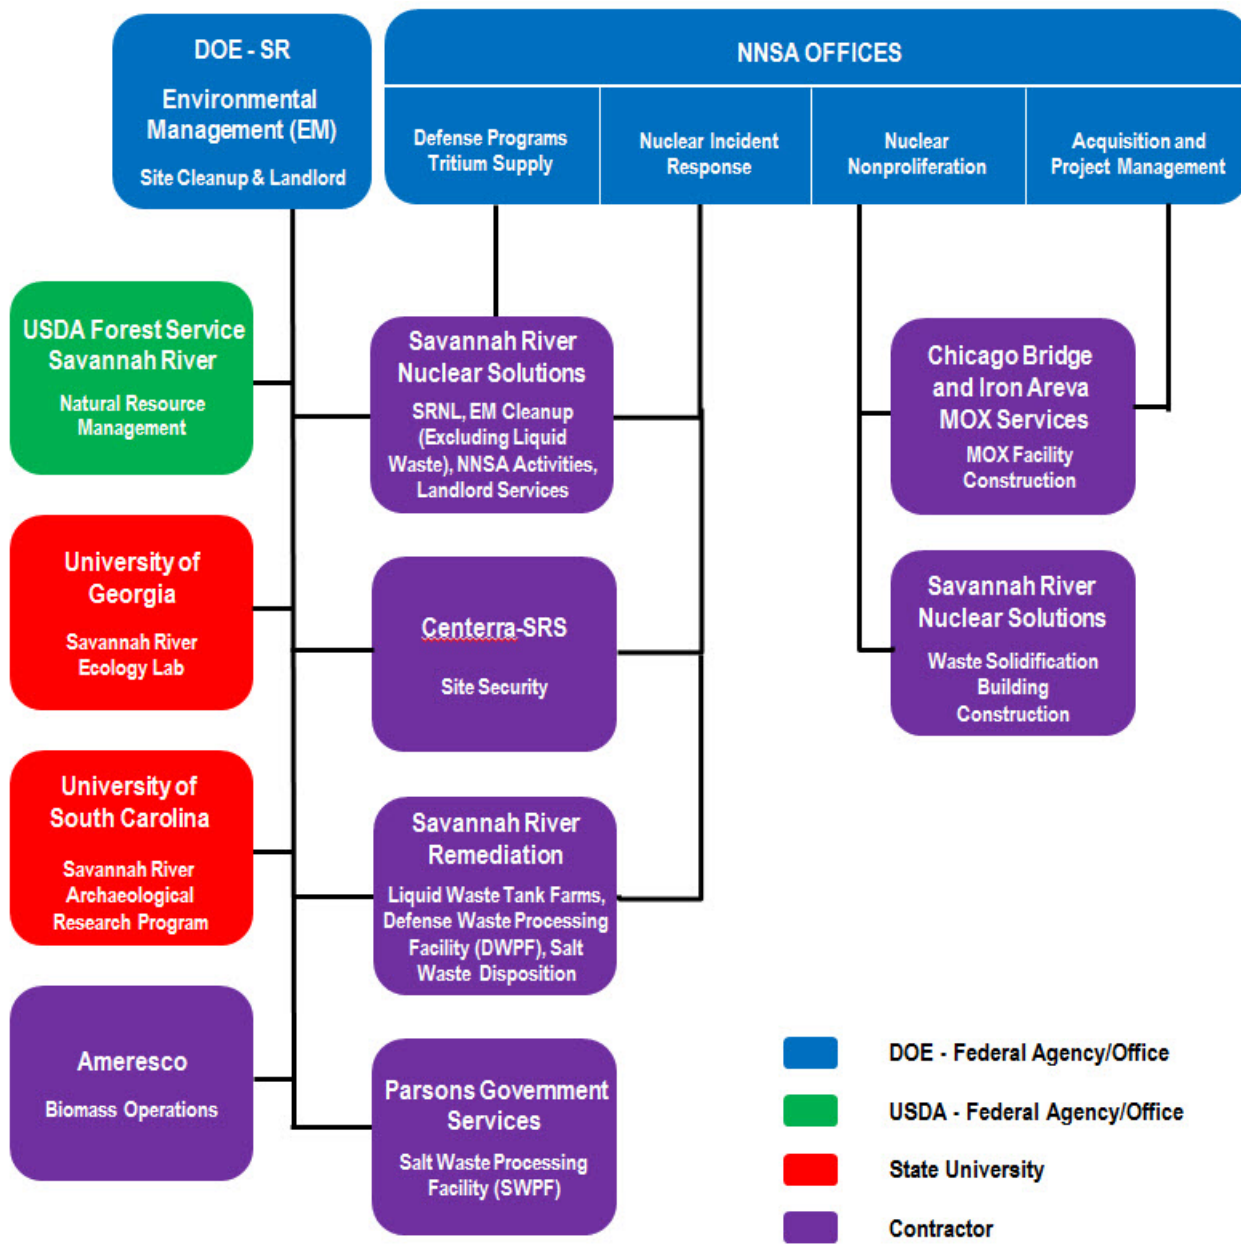 DOE - SR
Environmental
Management (EM)
Site Cleanup & Landlord
NNSA OFFICES
Defense Programs
Tritium Supply
Nuclear Incident
Response
Nuclear
Nonproliferation
Acquisition and
Project Management
USDA Forest Service
Savannah River
Natural Resource
Management
Savannah River
Nuclear Solutions
SRNL, EM Cleanup
(Excluding Liquid
Waste), NNSA Activities,
Landlord Services
Chicago Bridge
and Iron Areva
MOX Services
MOX Facility
Construction
University of
Georgia
Savannah River
Ecology Lab
Centerra-SRS
Site Security
Savannah River
Nuclear Solutions
Waste Solidification
Building
Construction
University of
South Carolina
Savannah River
Archaeological
Research Program
Savannah River
Remediation
Liquid Waste Tank Farms,
Defense Waste Processing
Facility (DWPF), Salt
Waste Disposition
Ameresco
Biomass Operations
Parsons Government
Services
Salt Waste Processing
Facility (SWPF)
DOE - Federal Agency/Office
USDA - Federal Agency/Office
State University
Contractor